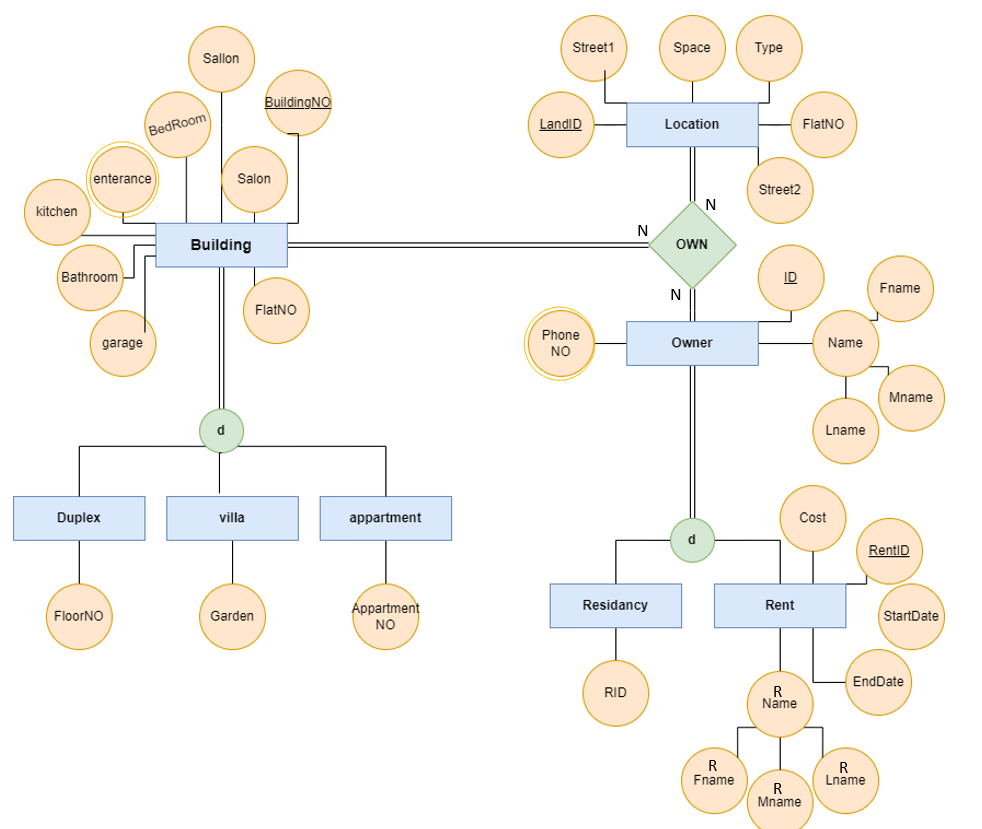 Sallon
BuildingNO
BedRoom
enterance
Salon
kitchen
Building
Bathroom
FlatNO
garage
d
Duplex
villa
appartment
FloorNO
Garden
Appartment
NO
Street1
Space
Type
LandID
Location
FlatNO
Street2
N
N
OWN
N
ID
Fname
Phone
NO
Owner
Name
Mname
Lname
d
Cost
RentID
Residancy
Rent
StartDate
RID
EndDate
R
Name
R
Fname
R
Mname
R
Lname